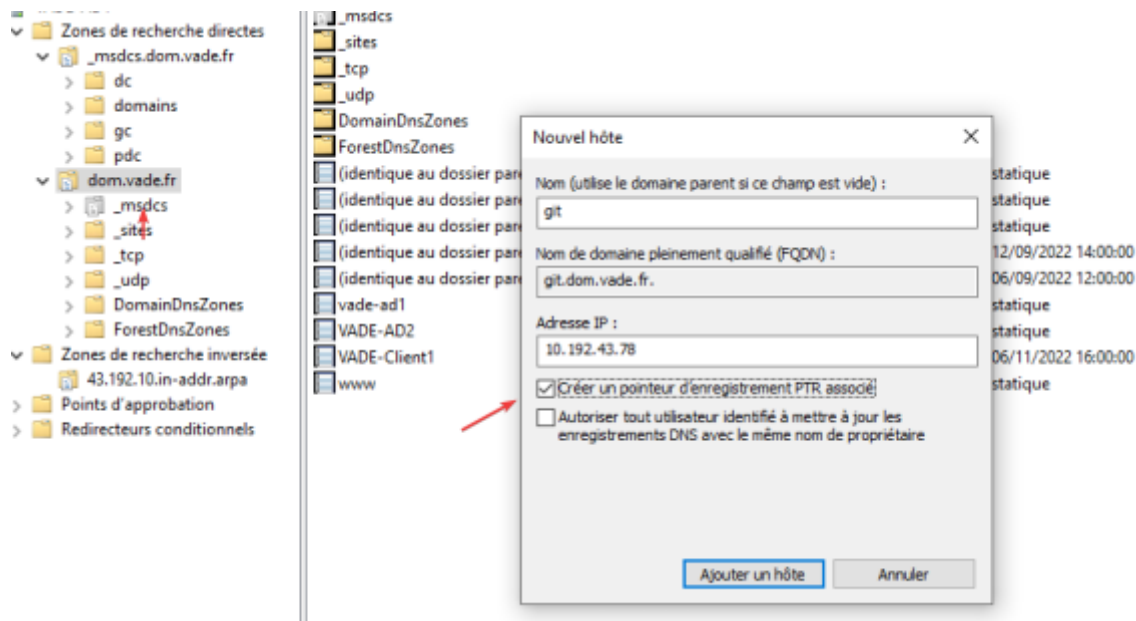 Zones de recherche directes
_msdcs.dom.vade.fr
dc
domains
gc
pdc
dom.vade.fr
_msdcs
_sites
_tcp
_udp
DomainDnsZones
ForestDnsZones
Zones de recherche inversée
43.192.10.in-addr.arpa
Points d'approbation
Redirecteurs conditionnels
_msdcs
_sites
_tcp
_udp
DomainDnsZones
ForestDnsZones
(identique au dossier pare
statique
(identique au dossier pare
statique
(identique au dossier pare
statique
(identique au dossier pare
12/09/2022 14:00:00
(identique au dossier pare
06/09/2022 12:00:00
vade-ad1
statique
VADE-AD2
statique
VADE-Client1
06/11/2022 16:00:00
www
statique
Nouvel hôte
Nom (utilise le domaine parent si ce champ est vide) :
git
Nom de domaine pleinement qualifié (FQDN) :
git.dom.vade.fr.
Adresse IP :
10.192.43.78
Créer un pointeur d'enregistrement PTR associé
Autoriser tout utilisateur identifié à mettre à jour les
enregistrements DNS avec le même nom de propriétaire
Ajouter un hôte
Annuler